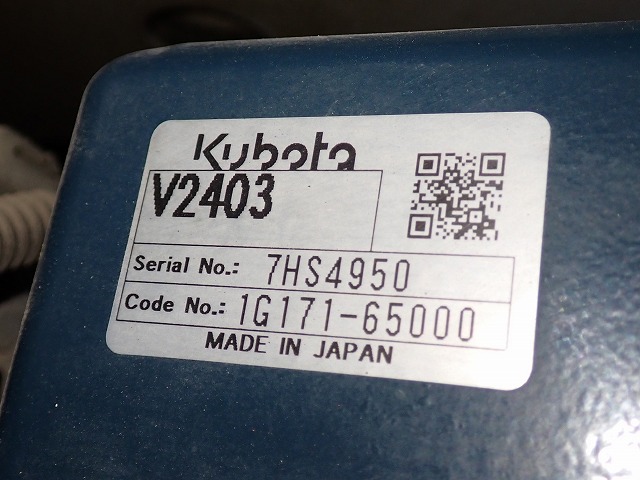 Kubota
V2403
Serial No.: 7HS4950
Code No.: 1G171-65000
MADE IN JAPAN